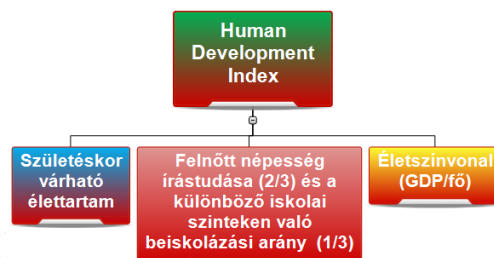 Human
Development
Index
Születéskor
várható
élettartam
Felnőtt népesség
írástudása (2/3) és a
különböző iskolai
szinteken való
beiskolázási arány (1/3)
Életszínvonal
(GDP/fő)